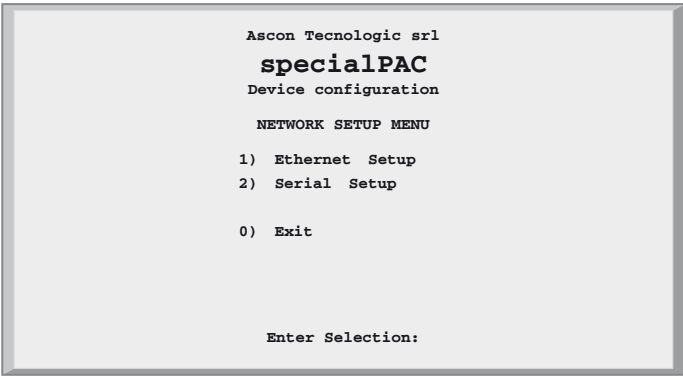 Ascon Tecnologic srl
specialPAC
Device configuration
NETWORK SETUP MENU
1) Ethernet Setup
2) Serial Setup
0) Exit
Enter Selection: